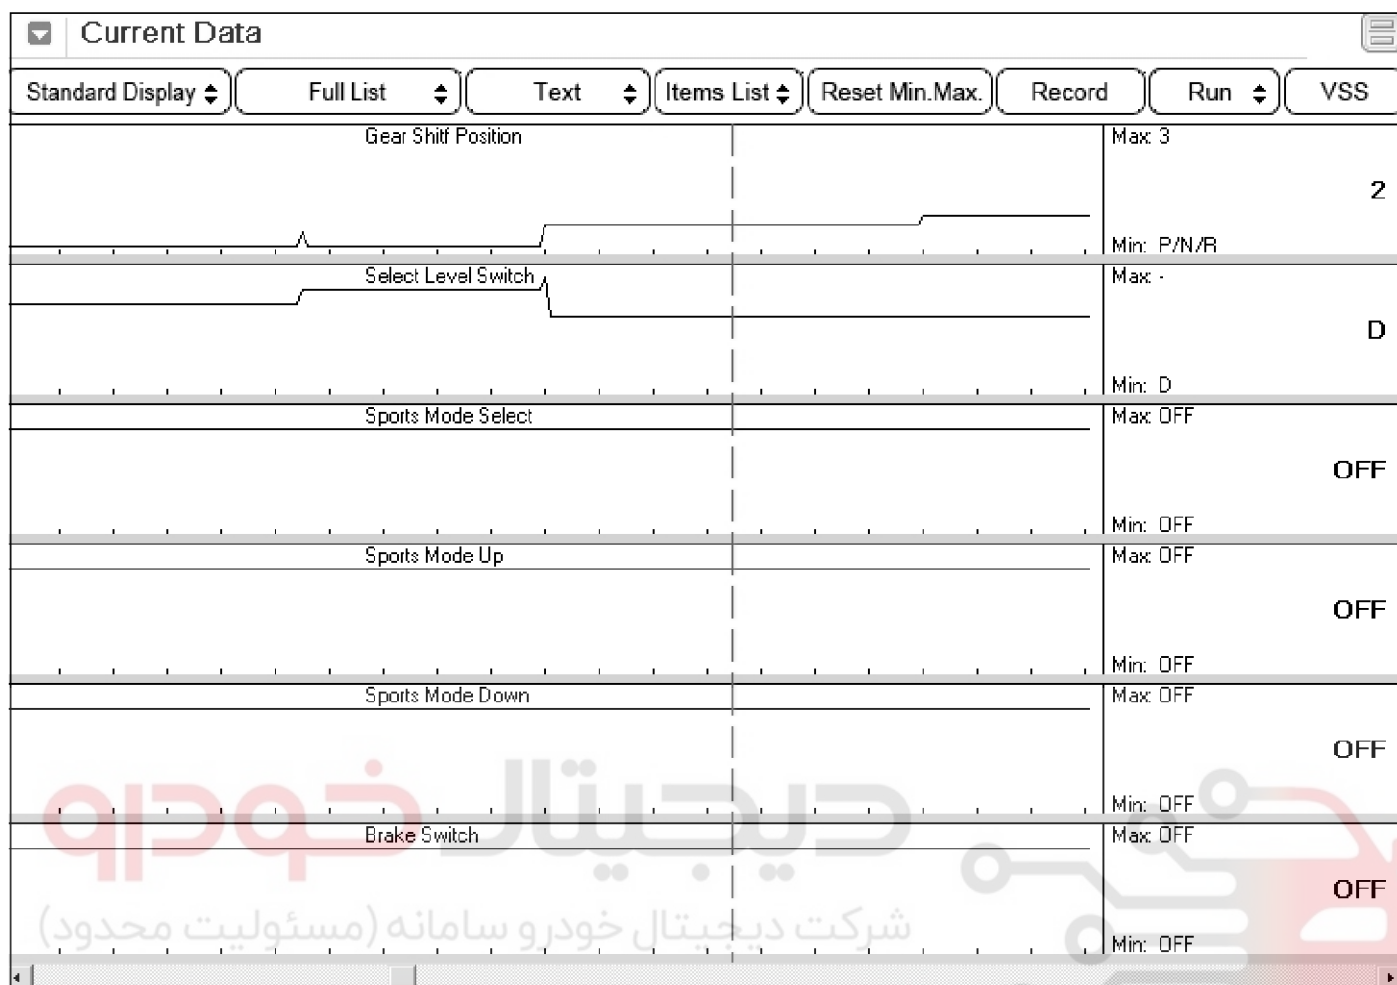 Current Data
Standard Display Full List Text Items List Reset Min.Max. Record Run VSS
Gear Shitf Position Max: 3
2
Min: P/N/R
Select Level Switch Max: -
D
Min: D
Sports Mode Select Max: OFF
OFF
Min: OFF
Sports Mode Up Max: OFF
OFF
Min: OFF
Sports Mode Down Max: OFF
OFF
Min: OFF
Brake Switch Max: OFF
OFF
Min: OFF
دیجیتال خودرو
شرکت دیجیتال خودرو سامانه (مسئولیت محدود)